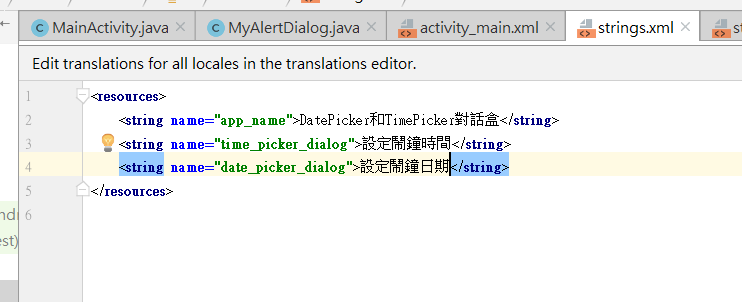 MainActivity.java MyAlertDialog.java activity_main.xml strings.xml
Edit translations for all locales in the translations editor.
1 <resources>
2 <string name="app_name">DatePicker和TimePicker對話盒</string>
3 <string name="time_picker_dialog">設定鬧鐘時間</string>
4 <string name="date_picker_dialog">設定鬧鐘日期</string>
5 </resources>
6